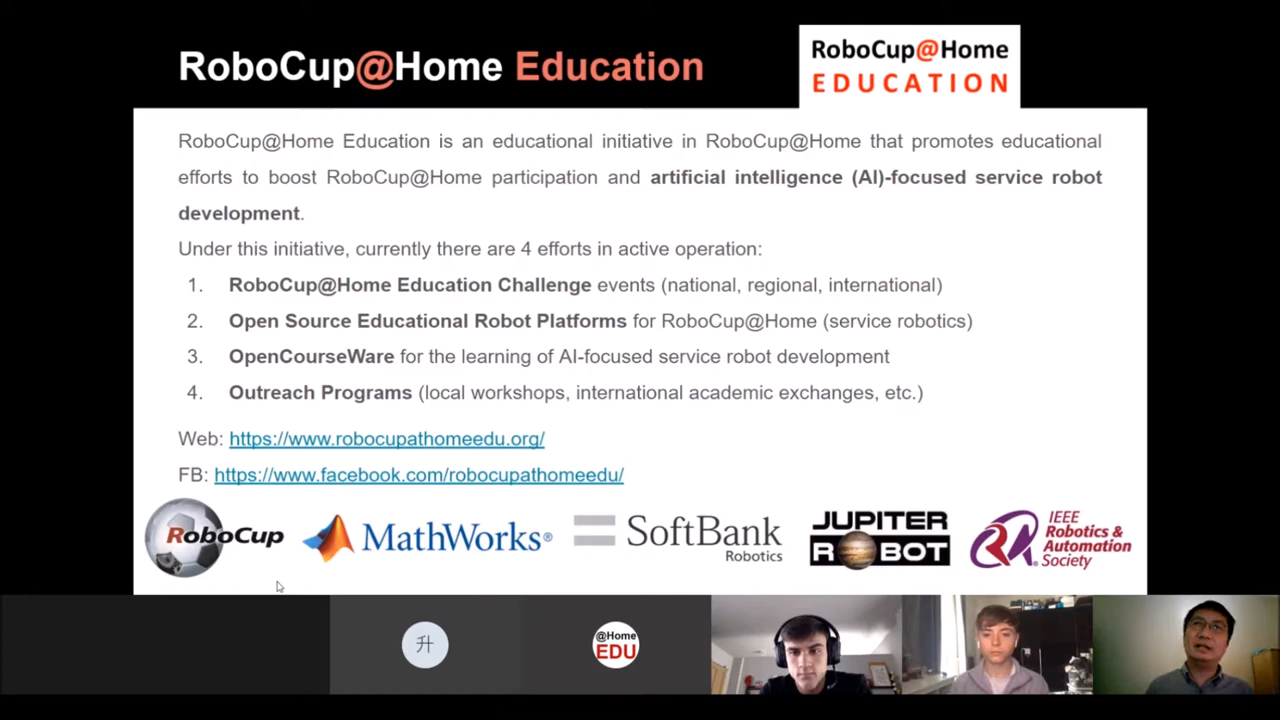 RoboCup@Home Education
RoboCup@Home
EDUCATION
RoboCup@Home Education is an educational initiative in RoboCup@Home that promotes educational
efforts to boost RoboCup@Home participation and artificial intelligence (AI)-focused service robot
development.
Under this initiative, currently there are 4 efforts in active operation:
1. RoboCup@Home Education Challenge events (national, regional, international)
2. Open Source Educational Robot Platforms for RoboCup@Home (service robotics)
3. OpenCourseWare for the learning of AI-focused service robot development
4. Outreach Programs (local workshops, international academic exchanges, etc.)
Web: https://www.robocupathomeedu.org/
FB: https://www.facebook.com/robocupathomeedu/
RoboCup
MathWorks®
SoftBank
Robotics
JUPITER
ROBOT
RA
IEEE
Robotics &
Automation
Society
升
@Home
EDU